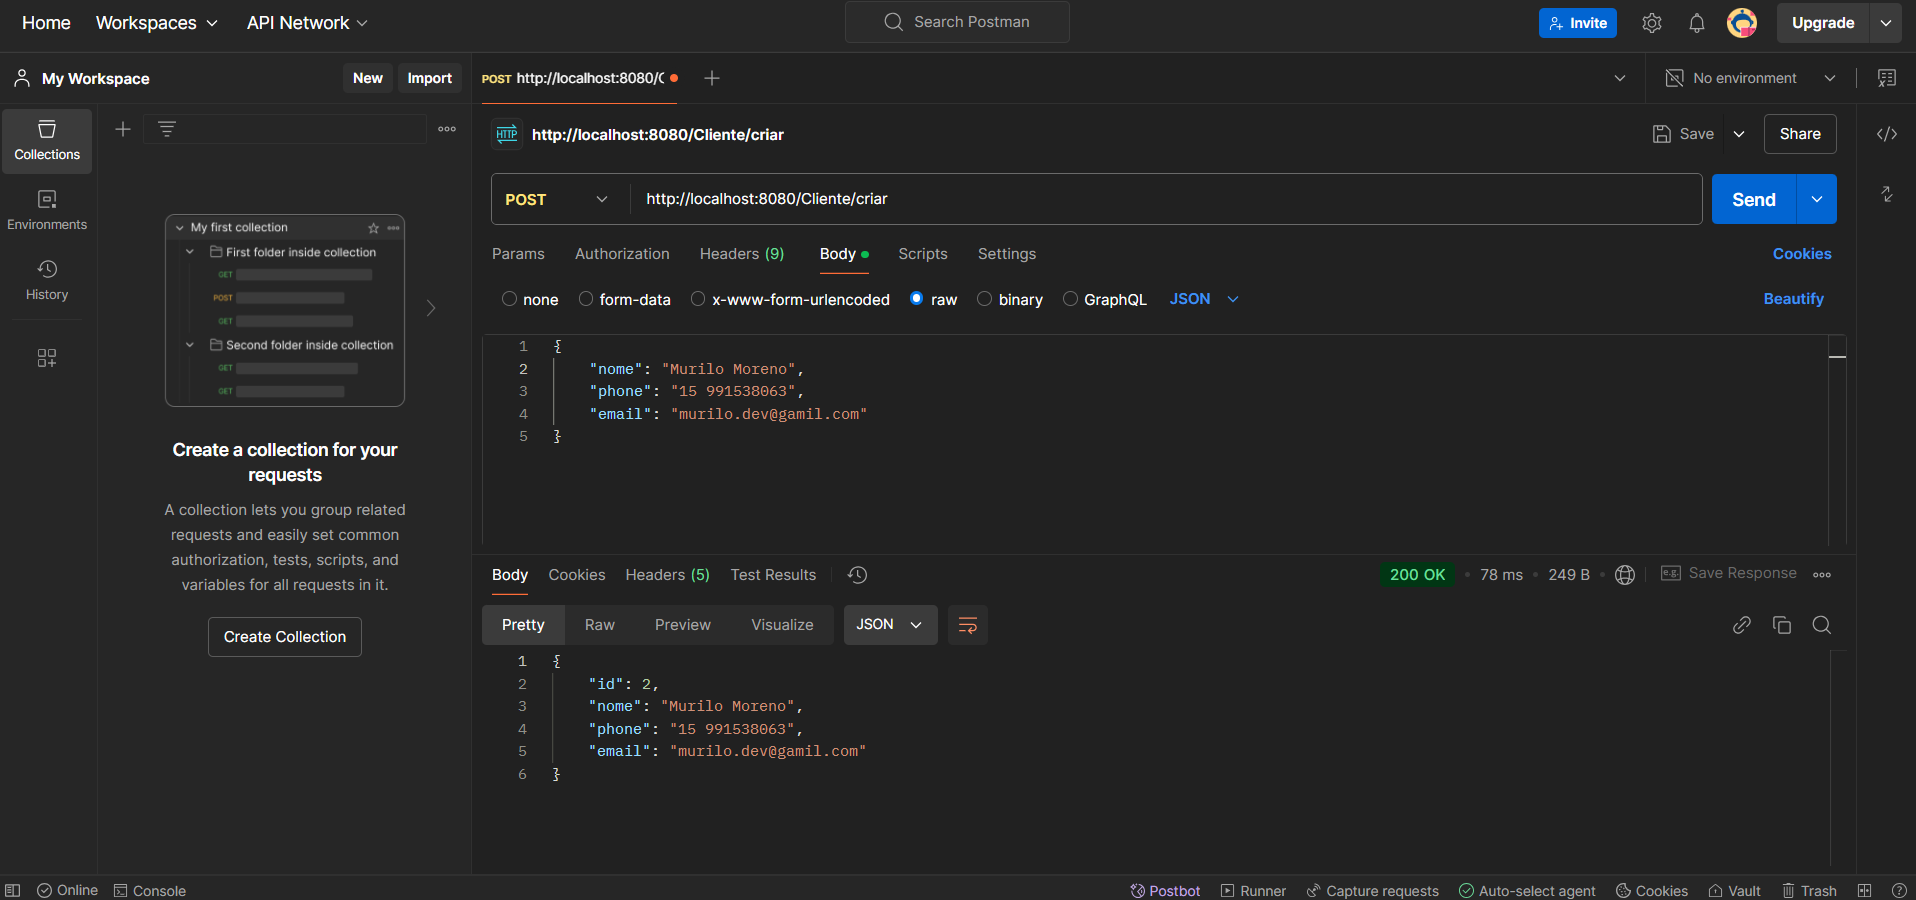 Home Workspaces API Network Search Postman Invite Upgrade
My Workspace New Import POST http://localhost:8080/C No environment
Collections
Environments
History
My first collection
First folder inside collection
GET
POST
GET
Second folder inside collection
GET
GET
Create a collection for your
requests
A collection lets you group related
requests and easily set common
authorization, tests, scripts, and
variables for all requests in it.
Create Collection
HTTP http://localhost:8080/Cliente/criar Save Share
POST http://localhost:8080/Cliente/criar Send
Params Authorization Headers (9) Body Scripts Settings Cookies
none form-data x-www-form-urlencoded raw binary GraphQL JSON Beautify
1 {
2 "nome": "Murilo Moreno",
3 "phone": "15 991538063",
4 "email": "murilo.dev@gamil.com"
5 }
Body Cookies Headers (5) Test Results 200 OK 78 ms 249 B e.g. Save Response
Pretty Raw Preview Visualize JSON
1 {
2 "id": 2,
3 "nome": "Murilo Moreno",
4 "phone": "15 991538063",
5 "email": "murilo.dev@gamil.com"
6 }
Online Console Postbot Runner Capture requests Auto-select agent Cookies Vault Trash